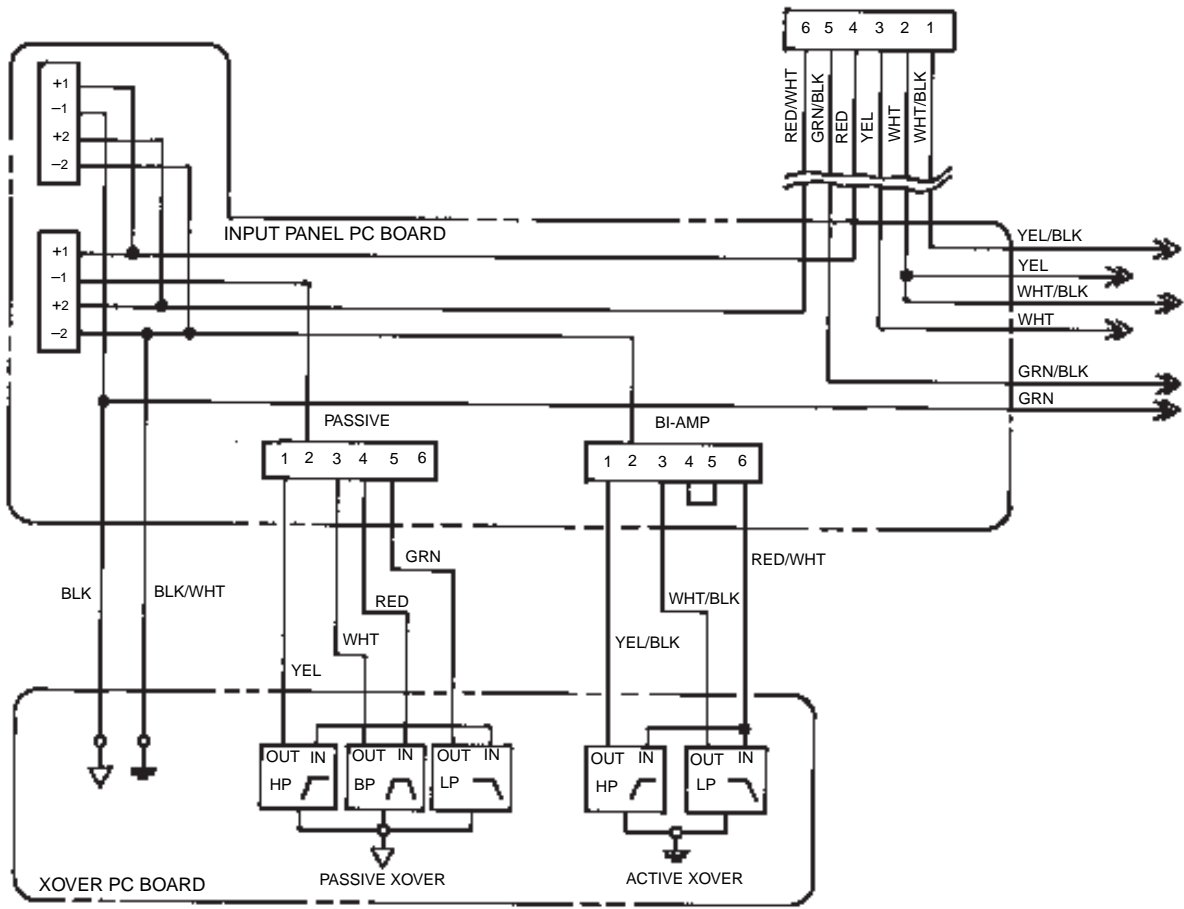 6 5 4 3 2 1
RED/WHT
GRN/BLK
RED
YEL
WHT
WHT/BLK
+1
–1
+2
–2
INPUT PANEL PC BOARD
+1
–1
+2
–2
YEL/BLK
YEL
WHT/BLK
WHT
GRN/BLK
GRN
PASSIVE
BI-AMP
1 2 3 4 5 6
1 2 3 4 5 6
BLK
BLK/WHT
GRN
RED
WHT
YEL
RED/WHT
WHT/BLK
YEL/BLK
OUT IN
HP
OUT IN
BP
OUT IN
LP
OUT IN
HP
OUT IN
LP
XOVER PC BOARD
PASSIVE XOVER
ACTIVE XOVER